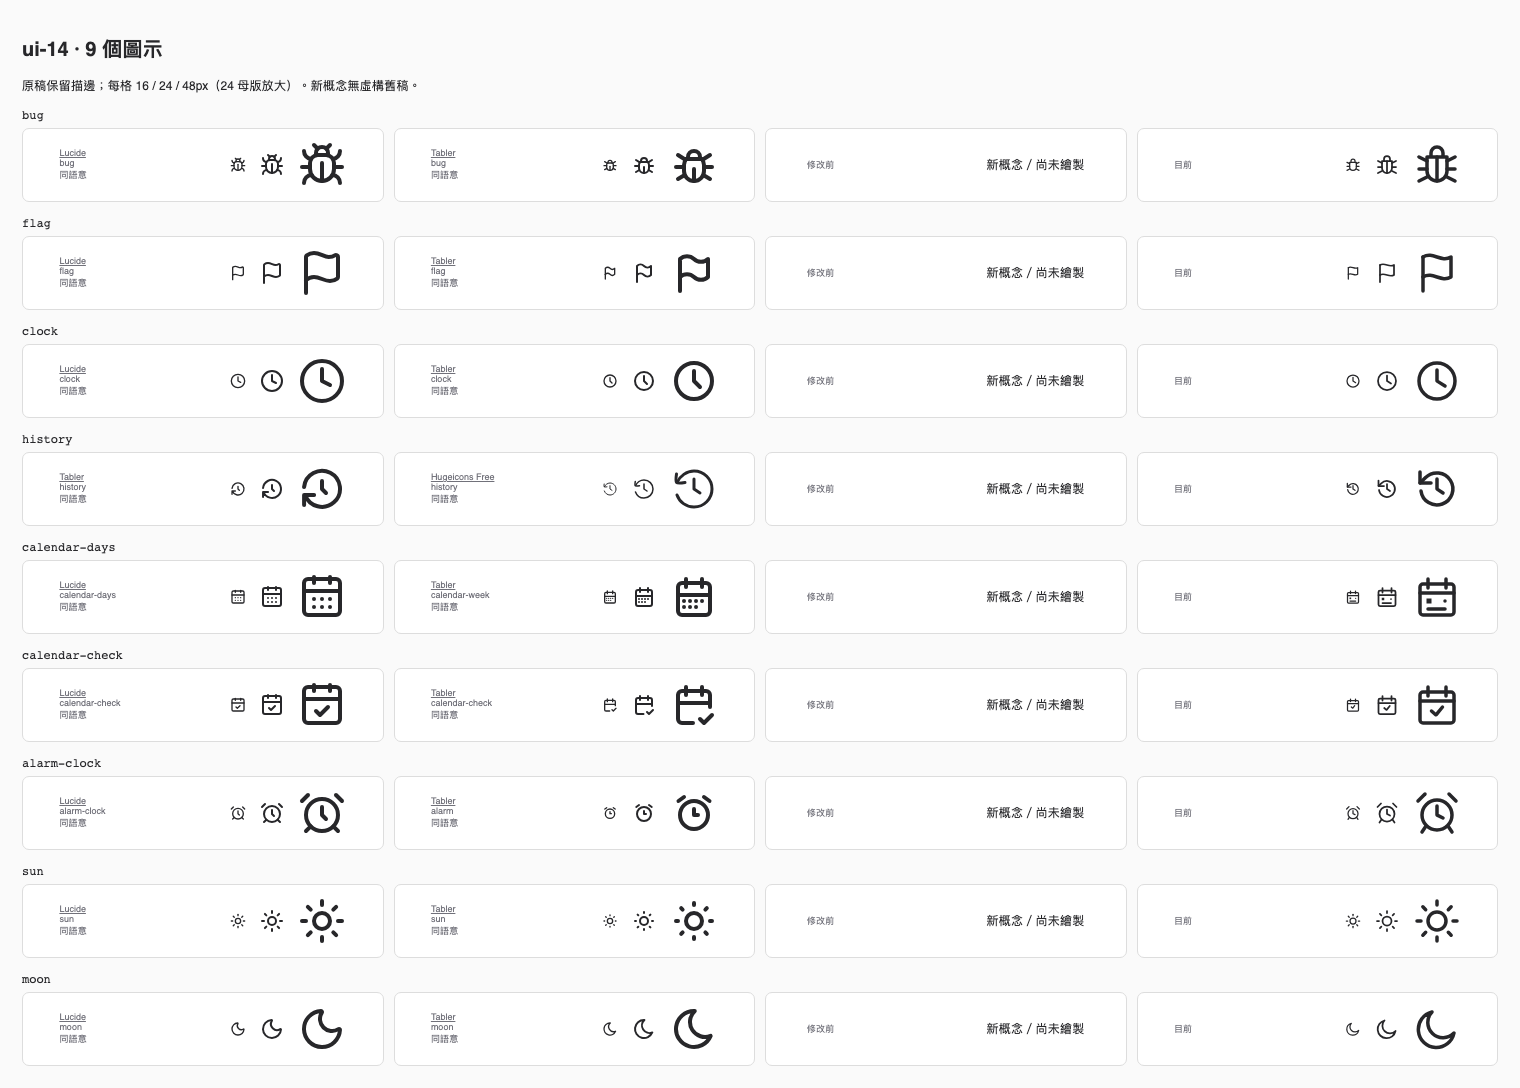 ui-14 · 9 個圖示
原稿保留描邊；每格 16 / 24 / 48px（24 母版放大）。新概念無虛構舊稿。
bug
Lucide
bug
同語意
Tabler
bug
同語意
修改前
新概念 / 尚未繪製
目前
flag
Lucide
flag
同語意
Tabler
flag
同語意
修改前
新概念 / 尚未繪製
目前
clock
Lucide
clock
同語意
Tabler
clock
同語意
修改前
新概念 / 尚未繪製
目前
history
Tabler
history
同語意
Hugeicons Free
history
同語意
修改前
新概念 / 尚未繪製
目前
calendar-days
Lucide
calendar-days
同語意
Tabler
calendar-week
同語意
修改前
新概念 / 尚未繪製
目前
calendar-check
Lucide
calendar-check
同語意
Tabler
calendar-check
同語意
修改前
新概念 / 尚未繪製
目前
alarm-clock
Lucide
alarm-clock
同語意
Tabler
alarm
同語意
修改前
新概念 / 尚未繪製
目前
sun
Lucide
sun
同語意
Tabler
sun
同語意
修改前
新概念 / 尚未繪製
目前
moon
Lucide
moon
同語意
Tabler
moon
同語意
修改前
新概念 / 尚未繪製
目前